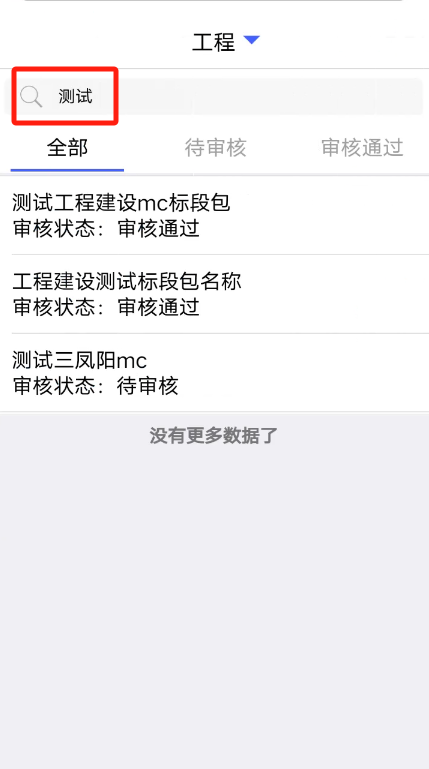 工程
测试
全部 待审核 审核通过
测试工程建设mc标段包
审核状态：审核通过
工程建设测试标段包名称
审核状态：审核通过
测试三凤阳mc
审核状态：待审核
没有更多数据了